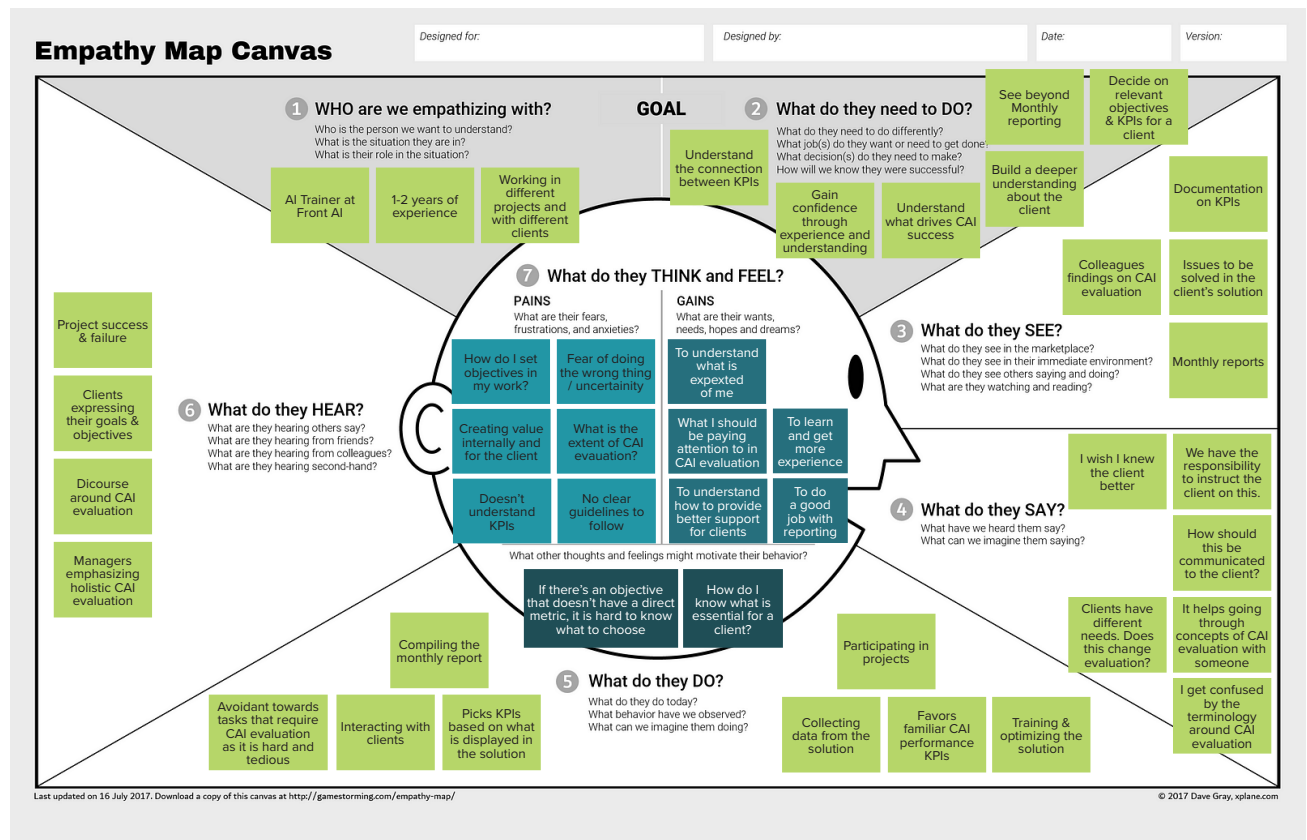 Empathy Map Canvas
Designed for:
Designed by:
Date:
Version:
1
WHO are we empathizing with?
Who is the person we want to understand?
What is the situation they are in?
What is their role in the situation?
AI Trainer at
Front AI
1-2 years of
experience
Working in
different
projects and
with different
clients
GOAL
2
What do they need to DO?
What do they need to do differently?
What job(s) do they want or need to get done?
What decision(s) do they need to make?
How will we know they were successful?
Understand
the connection
between KPIs
Gain
confidence
through
experience and
understanding
Understand
what drives CAI
success
See beyond
Monthly
reporting
Decide on
relevant
objectives
& KPIs for a
client
Build a deeper
understanding
about the
client
Documentation
on KPIs
Colleagues
findings on CAI
evaluation
Issues to be
solved in the
client's solution
Monthly reports
3
What do they SEE?
What do they see in the marketplace?
What do they see in their immediate environment?
What do they see others saying and doing?
What are they watching and reading?
4
What do they SAY?
What have we heard them say?
What can we imagine them saying?
I wish I knew
the client
better
We have the
responsibility
to instruct the
client on this.
How should
this be
communicated
to the client?
Clients have
different
needs. Does
this change
evaluation?
It helps going
through
concepts of CAI
evaluation with
someone
I get confused
by the
terminology
around CAI
evaluation
5
What do they DO?
What do they do today?
What behavior have we observed?
What can we imagine them doing?
Compiling the
monthly report
Avoidant towards
tasks that require
CAI evaluation
as it is hard and
tedious
Interacting with
clients
Picks KPIs
based on what
is displayed in
the solution
Participating in
projects
Collecting
data from the
solution
Favors
familiar CAI
performance
KPIs
Training &
optimizing the
solution
6
What do they HEAR?
What are they hearing others say?
What are they hearing from friends?
What are they hearing from colleagues?
What are they hearing second-hand?
Project success
& failure
Clients
expressing
their goals &
objectives
Dicourse
around CAI
evaluation
Managers
emphasizing
holistic CAI
evaluation
7
What do they THINK and FEEL?
PAINS
What are their fears,
frustrations, and anxieties?
How do I set
objectives in
my work?
Fear of doing
the wrong thing
/ uncertainity
Creating value
internally and
for the client
What is the
extent of CAI
evauation?
Doesn't
understand
KPIs
No clear
guidelines to
follow
GAINS
What are their wants,
needs, hopes and dreams?
To understand
what is
expexted
of me
What I should
be paying
attention to in
CAI evaluation
To learn
and get
more
experience
To understand
how to provide
better support
for clients
To do
a good
job with
reporting
What other thoughts and feelings might motivate their behavior?
If there's an objective
that doesn't have a direct
metric, it is hard to know
what to choose
How do I
know what is
essential for a
client?
Last updated on 16 July 2017. Download a copy of this canvas at http://gamestorming.com/empathy-map/
© 2017 Dave Gray, xplane.com